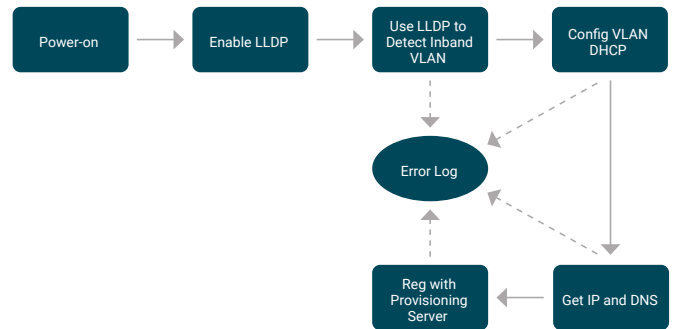 Power-on
Enable LLDP
Use LLDP to
Detect Inband
VLAN
Config VLAN
DHCP
Error Log
Reg with
Provisioning
Server
Get IP and DNS